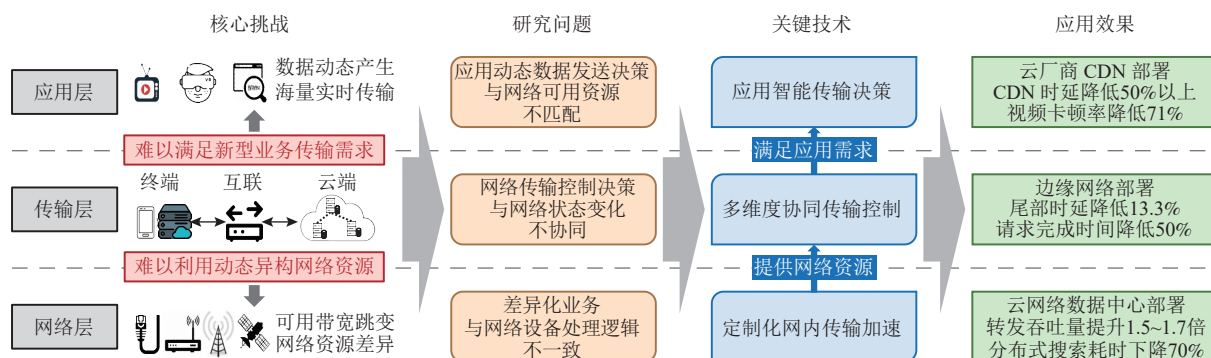 核心挑战
研究问题
关键技术
应用效果
应用层
数据动态产生
海量实时传输
应用动态数据发送决策
与网络可用资源
不匹配
应用智能传输决策
云厂商 CDN 部署
CDN 时延降低50%以上
视频卡顿率降低71%
难以满足新型业务传输需求
满足应用需求
传输层
终端
互联
云端
网络传输控制决策
与网络状态变化
不协同
多维度协同传输控制
边缘网络部署
尾部时延降低13.3%
请求完成时间降低50%
难以利用动态异构网络资源
提供网络资源
网络层
可用带宽跳变
网络资源差异
差异化业务
与网络设备处理逻辑
不一致
定制化网内传输加速
云网络数据中心部署
转发吞吐量提升1.5~1.7倍
分布式搜索耗时下降70%